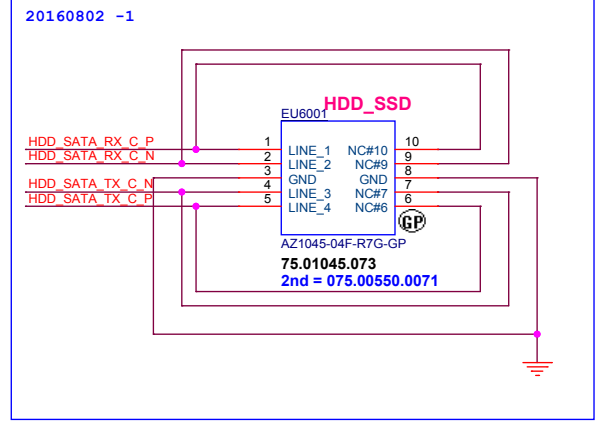 20160802 -1
HDD_SSD
EU6001
HDD_SATA_RX_C_P
HDD_SATA_RX_C_N
HDD_SATA_TX_C_N
HDD_SATA_TX_C_P
1 LINE_1 NC#10 10
2 LINE_2 NC#9 9
3 GND GND 8
4 LINE_3 NC#7 7
5 LINE_4 NC#6 6
GP
AZ1045-04F-R7G-GP
75.01045.073
2nd = 075.00550.0071